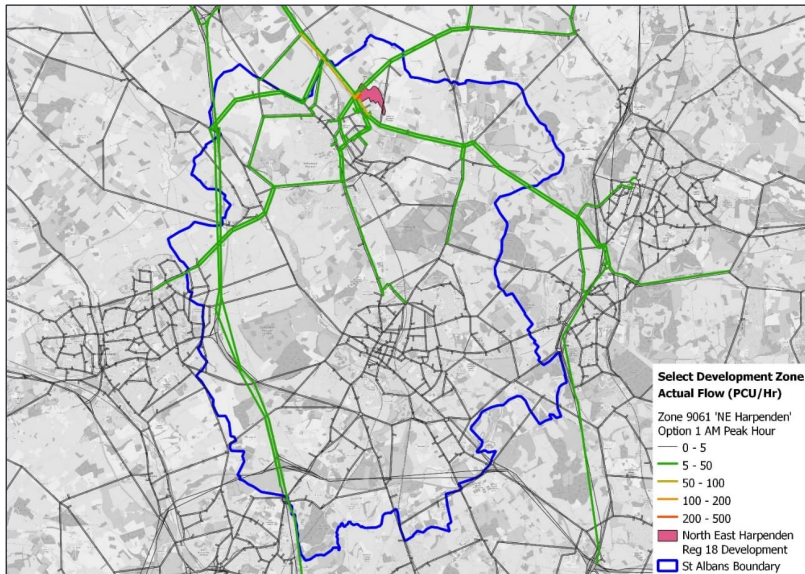 Select Development Zone
Actual Flow (PCU/Hr)
Zone 9061 'NE Harpenden'
Option 1 AM Peak Hour
0 - 5
5 - 50
50 - 100
100 - 200
200 - 500
North East Harpenden
Reg 18 Development
St Albans Boundary